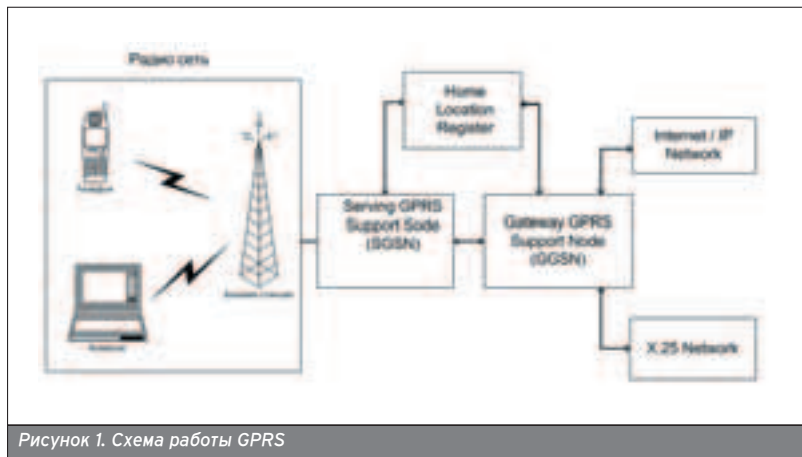 Радио сеть
Home
Location
Register
Internet / IP
Network
Serving GPRS
Support Sode
(SGSN)
Gateway GPRS
Support Node
(GGSN)
X.25 Network
Рисунок 1. Схема работы GPRS